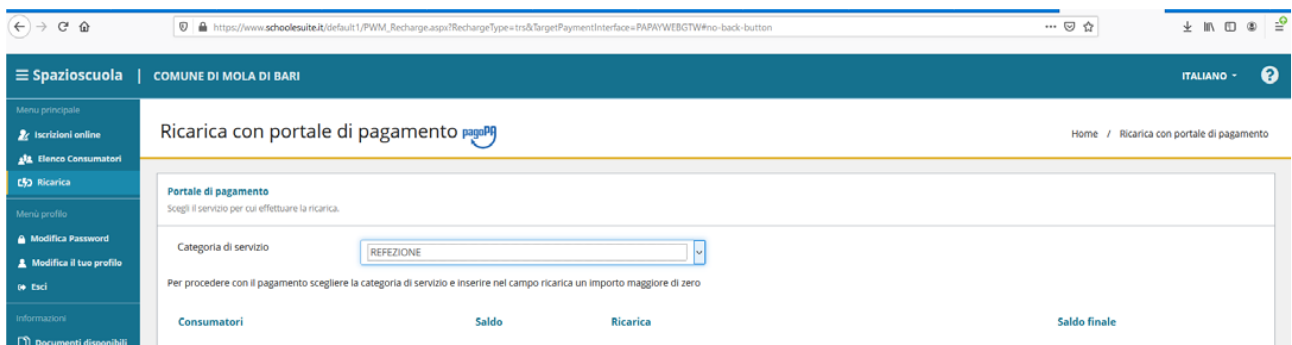 https://www.schoolesuite.it/default1/PWM_Recharge.aspx?RechargeType=trs&TargetPaymentInterface=PAPAYWEBGTW#no-back-button
Spazioscuola | COMUNE DI MOLA DI BARI
ITALIANO
Menu principale
Iscrizioni online
Elenco Consumatori
Ricarica
Menù profilo
Modifica Password
Modifica il tuo profilo
Esci
Informazioni
Documenti disponibili
Ricarica con portale di pagamento pagoPA
Home / Ricarica con portale di pagamento
Portale di pagamento
Scegli il servizio per cui effettuare la ricarica.
Categoria di servizio REFEZIONE
Per procedere con il pagamento scegliere la categoria di servizio e inserire nel campo ricarica un importo maggiore di zero
Consumatori Saldo Ricarica Saldo finale